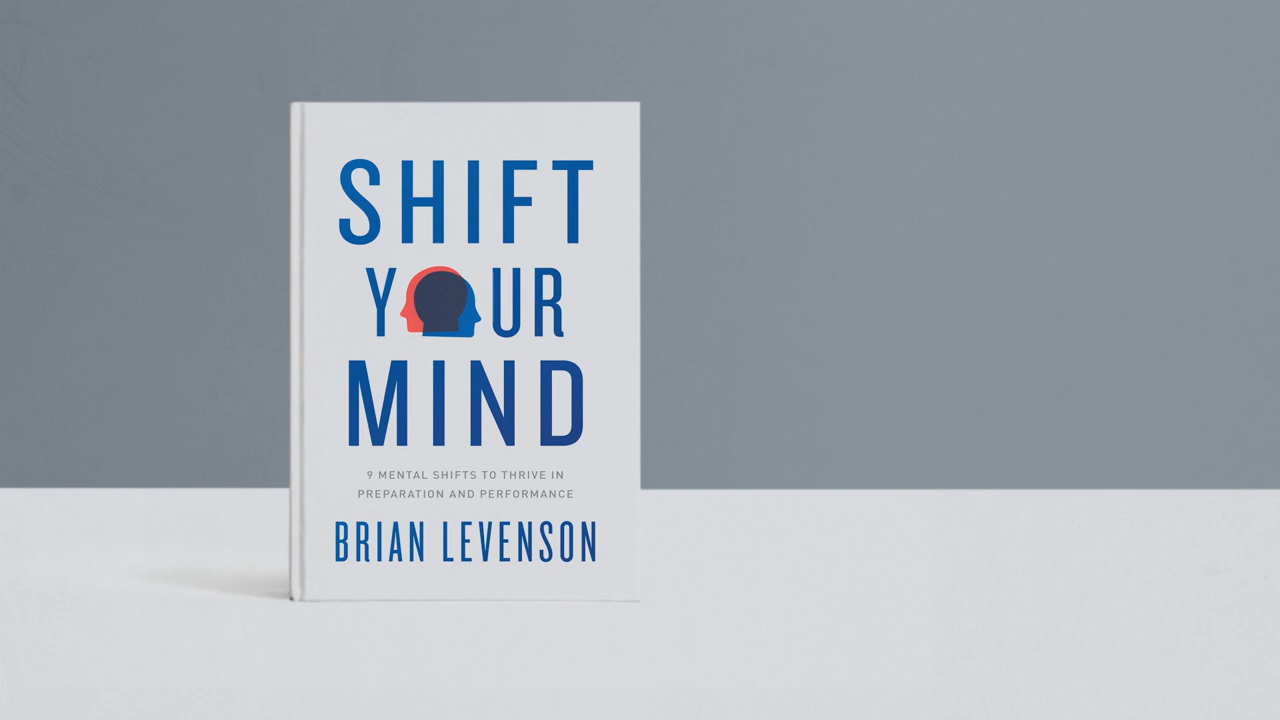 SHIFT
YOUR
MIND
9 MENTAL SHIFTS TO THRIVE IN
PREPARATION AND PERFORMANCE
BRIAN LEVENSON